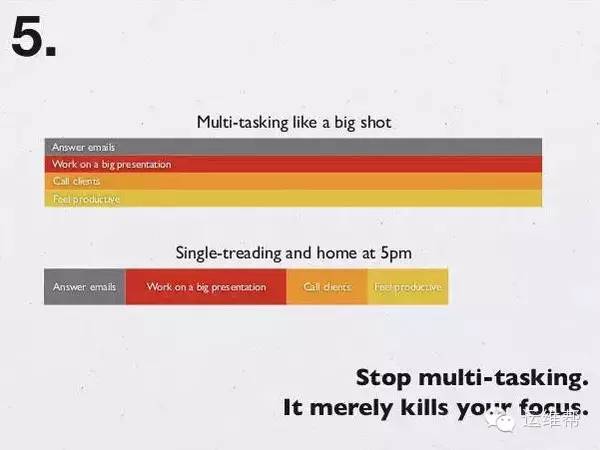 5.
Multi-tasking like a big shot
Answer emails
Work on a big presentation
Call clients
Feel productive
Single-treading and home at 5pm
Answer emails Work on a big presentation Call clients Feel productive
Stop multi-tasking.
It merely kills your focus.
运维帮